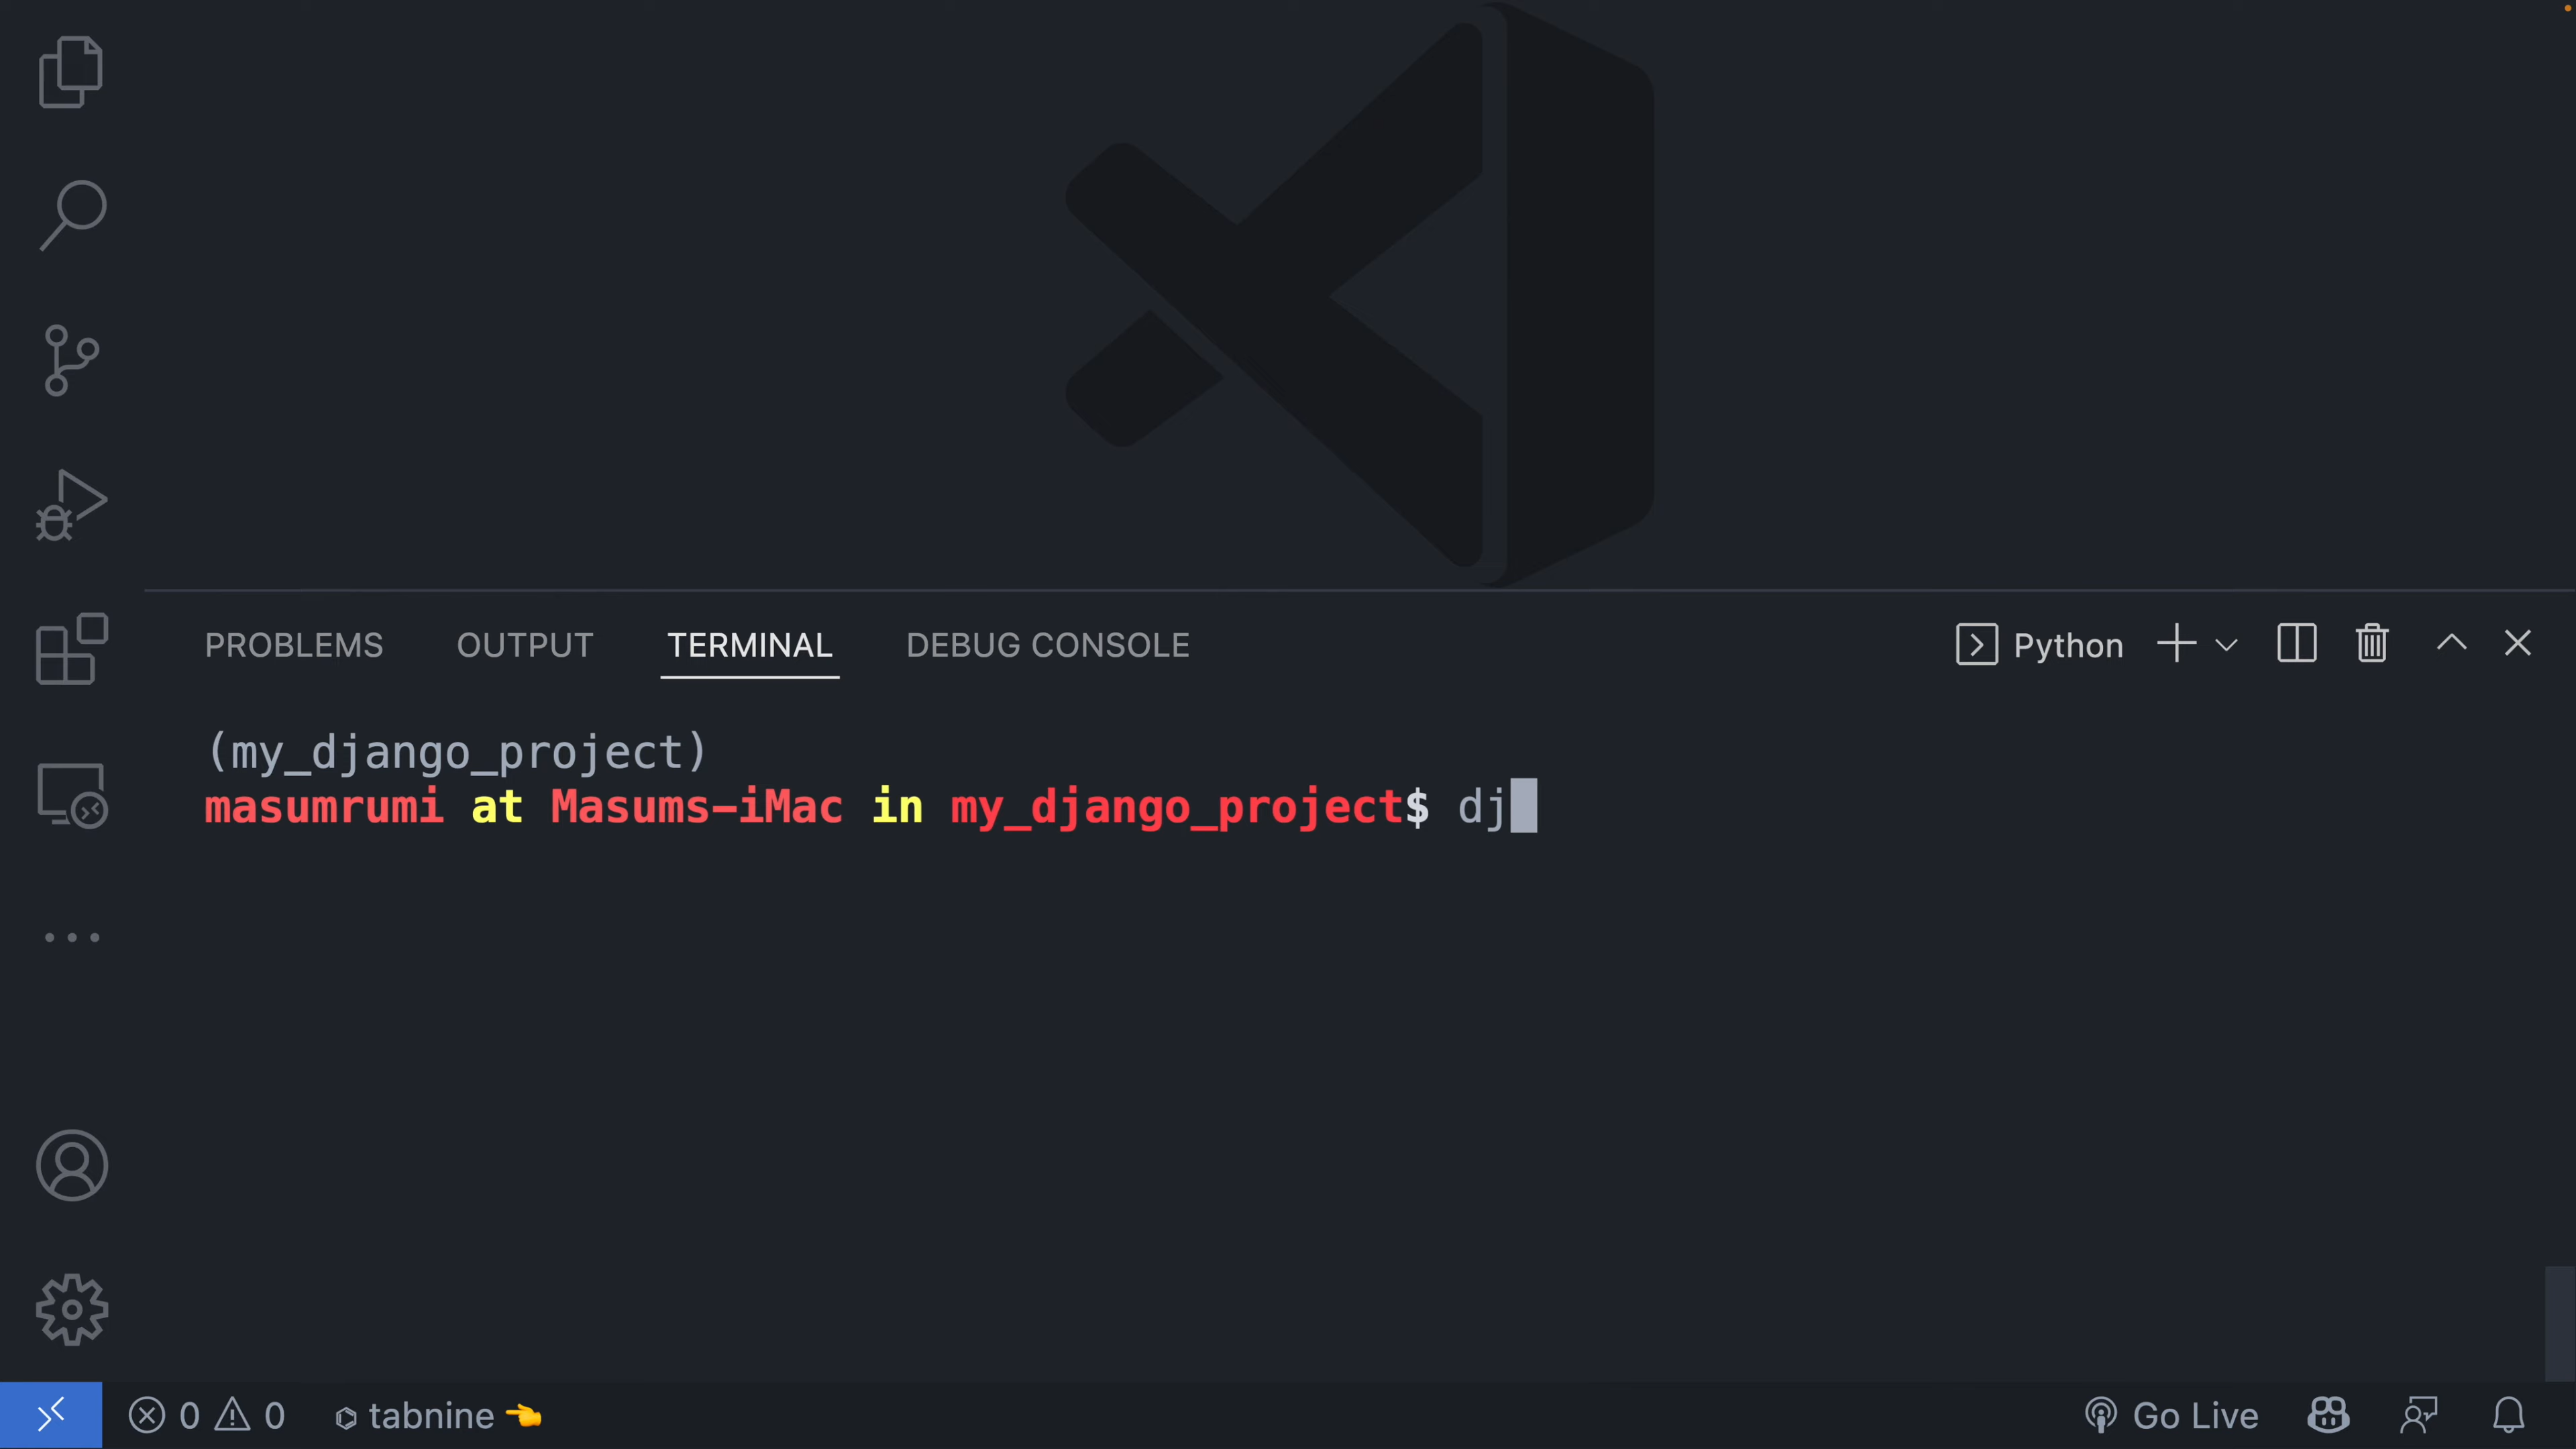 PROBLEMS OUTPUT TERMINAL DEBUG CONSOLE Python
(my_django_project)
masumrumi at Masums-iMac in my_django_project$ dj
0 0 tabnine Go Live